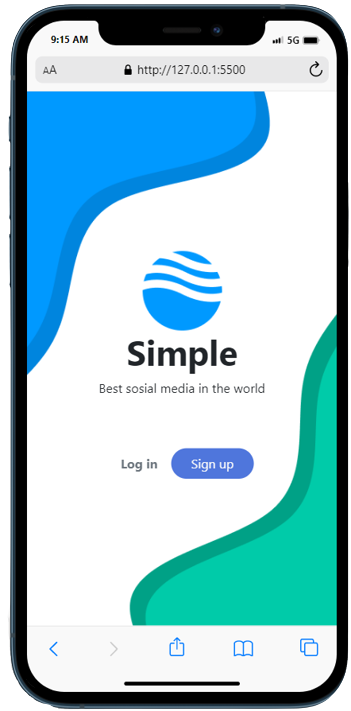 9:15 AM
5G
AA
http://127.0.0.1:5500
Simple
Best sosial media in the world
Log in
Sign up